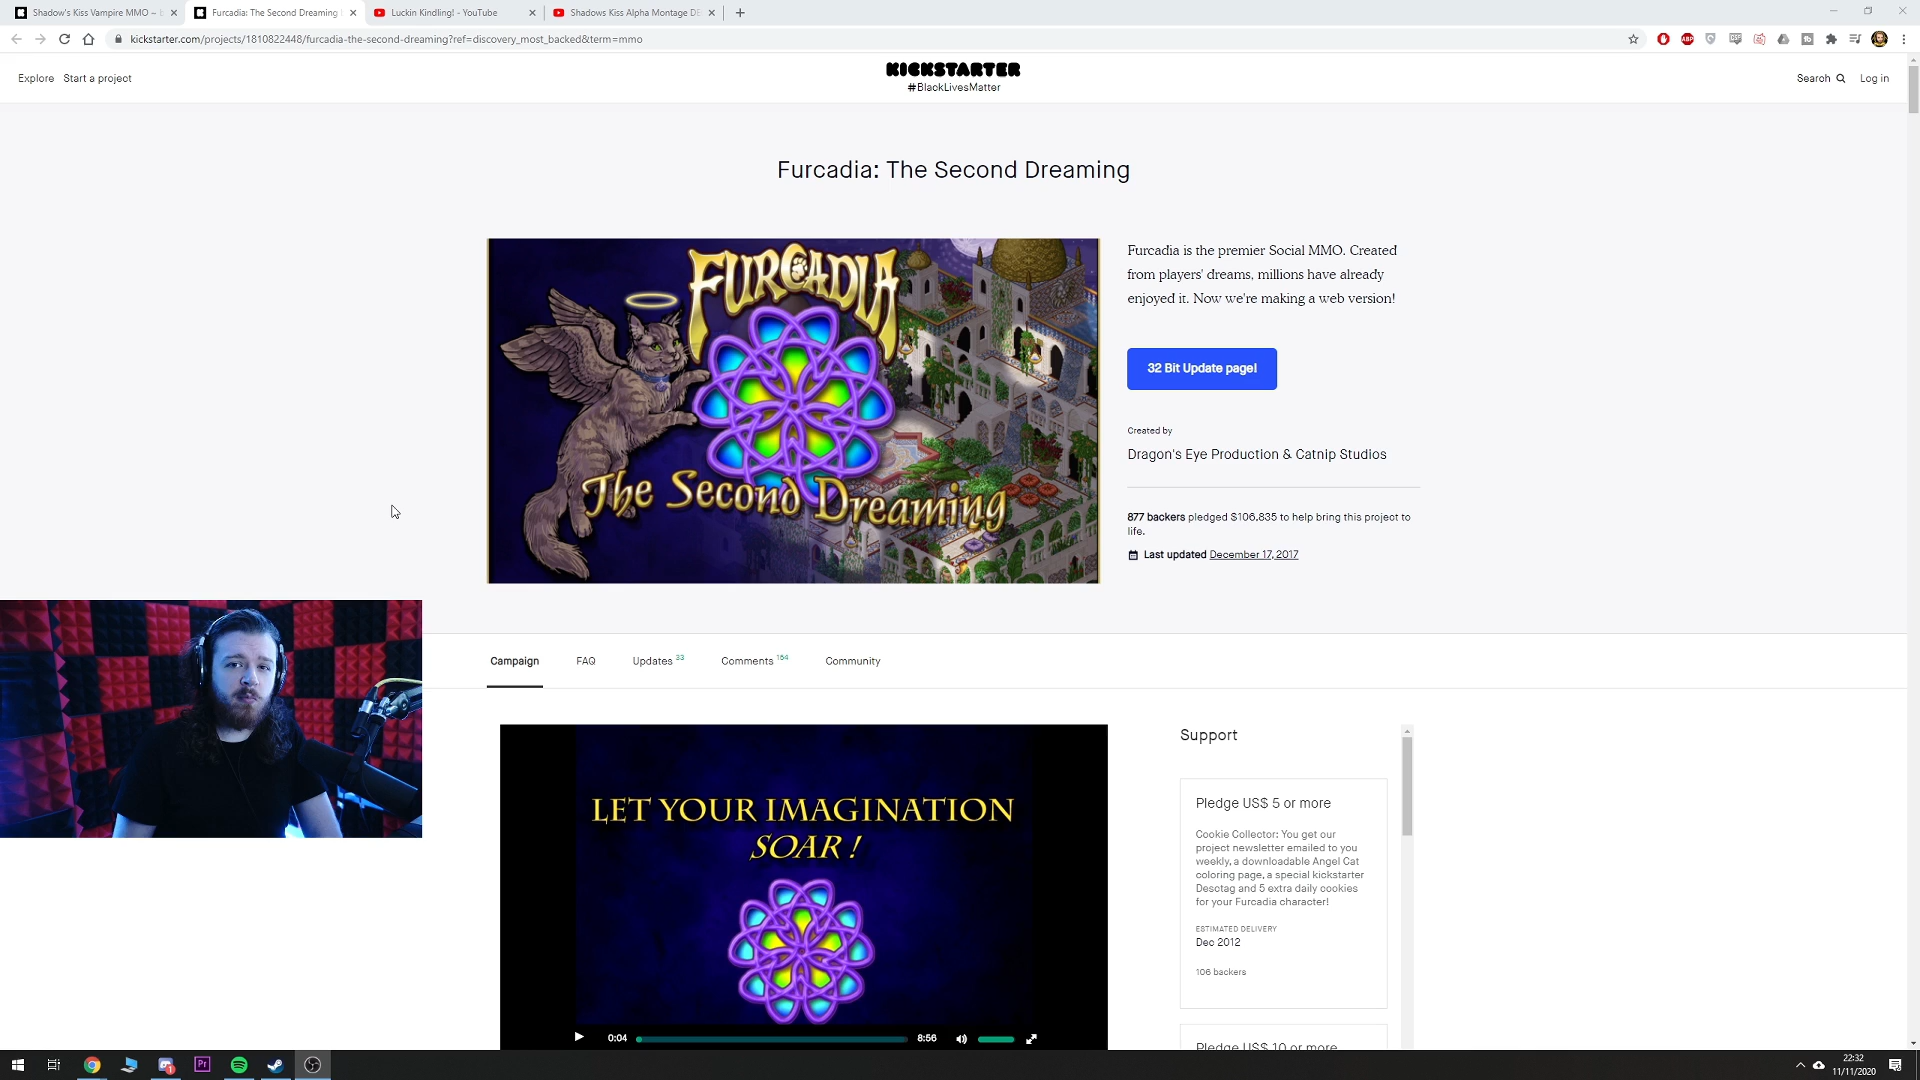 Shadow's Kiss Vampire MMO –
Furcadia: The Second Dreaming
Luckin Kindling! - YouTube
Shadows Kiss Alpha Montage DE
kickstarter.com/projects/1810822448/furcadia-the-second-dreaming?ref=discovery_most_backed&term=mmo
ABP
OFF
Explore
Start a project
KICKSTARTER
#BlackLivesMatter
Search
Log in
Furcadia: The Second Dreaming
FURCADIA
The Second Dreaming
Furcadia is the premier Social MMO. Created
from players' dreams, millions have already
enjoyed it. Now we're making a web version!
32 Bit Update page!
Created by
Dragon's Eye Production & Catnip Studios
877 backers pledged $106,835 to help bring this project to
life.
Last updated December 17, 2017
Campaign
FAQ
Updates 33
Comments 164
Community
LET YOUR IMAGINATION
SOAR !
0:04
8:56
Support
Pledge US$ 5 or more
Cookie Collector: You get our
project newsletter emailed to you
weekly, a downloadable Angel Cat
coloring page, a special kickstarter
Desctag and 5 extra daily cookies
for your Furcadia character!
ESTIMATED DELIVERY
Dec 2012
106 backers
Pledge US$ 10 or more
Pr
1
22:32
11/11/2020